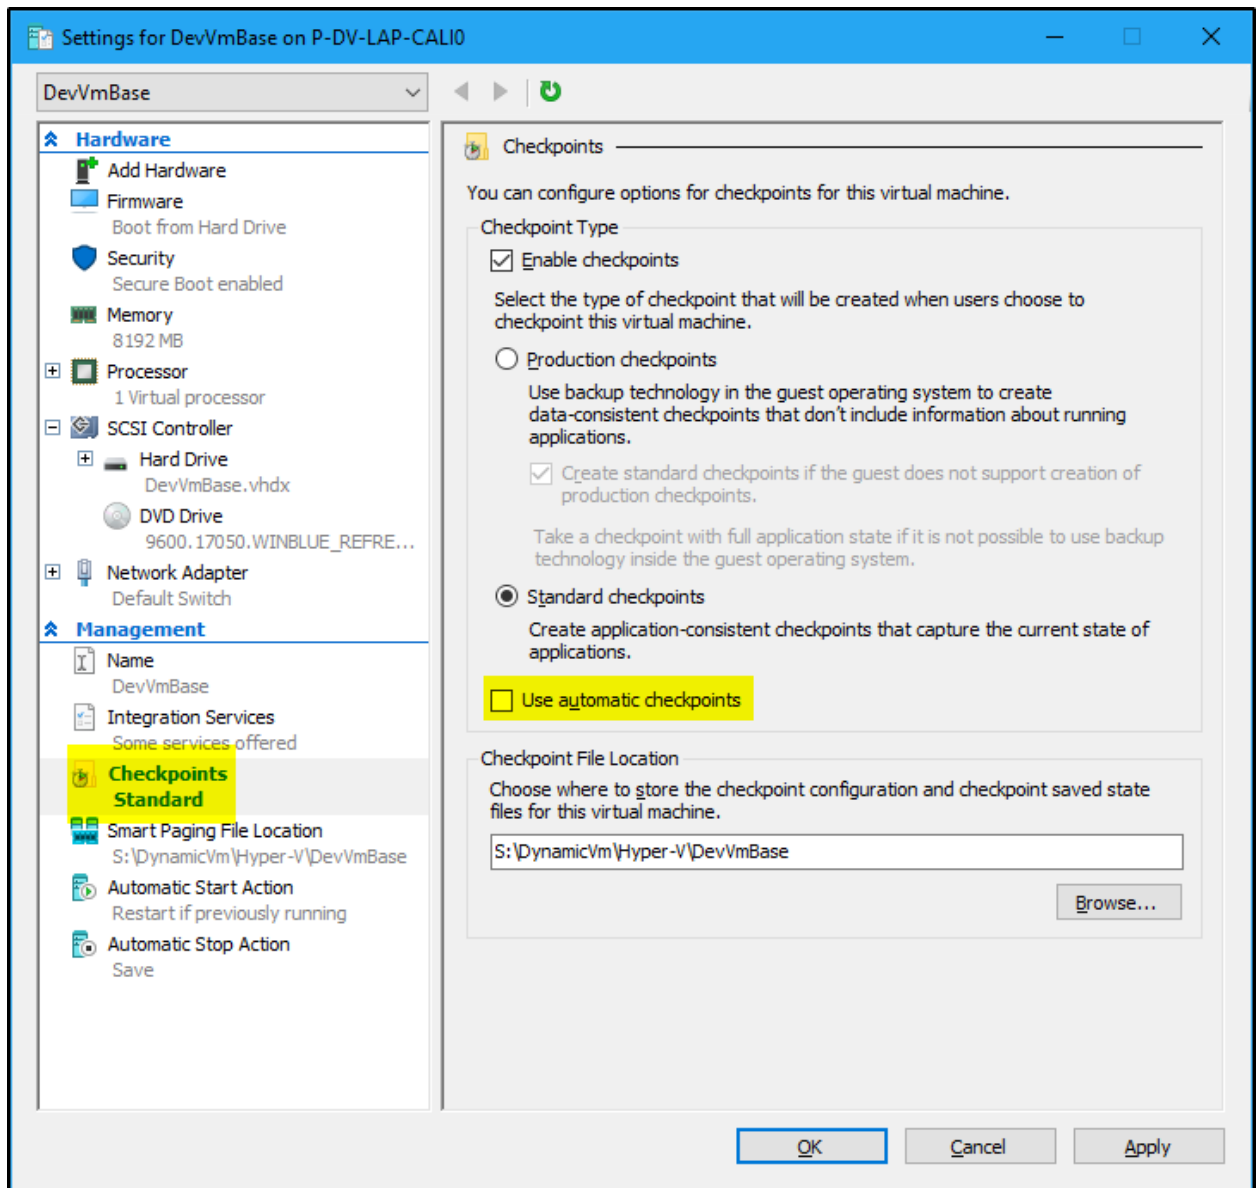 Settings for DevVmBase on P-DV-LAP-CALI0
DevVmBase
Hardware
Add Hardware
Firmware
Boot from Hard Drive
Security
Secure Boot enabled
Memory
8192 MB
Processor
1 Virtual processor
SCSI Controller
Hard Drive
DevVmBase.vhdx
DVD Drive
9600.17050.WINBLUE_REFRE...
Network Adapter
Default Switch
Management
Name
DevVmBase
Integration Services
Some services offered
Checkpoints
Standard
Smart Paging File Location
S:\DynamicVm\Hyper-V\DevVmBase
Automatic Start Action
Restart if previously running
Automatic Stop Action
Save
Checkpoints
You can configure options for checkpoints for this virtual machine.
Checkpoint Type
Enable checkpoints
Select the type of checkpoint that will be created when users choose to
checkpoint this virtual machine.
Production checkpoints
Use backup technology in the guest operating system to create
data-consistent checkpoints that don't include information about running
applications.
Create standard checkpoints if the guest does not support creation of
production checkpoints.
Take a checkpoint with full application state if it is not possible to use backup
technology inside the guest operating system.
Standard checkpoints
Create application-consistent checkpoints that capture the current state of
applications.
Use automatic checkpoints
Checkpoint File Location
Choose where to store the checkpoint configuration and checkpoint saved state
files for this virtual machine.
S:\DynamicVm\Hyper-V\DevVmBase
Browse...
OK
Cancel
Apply